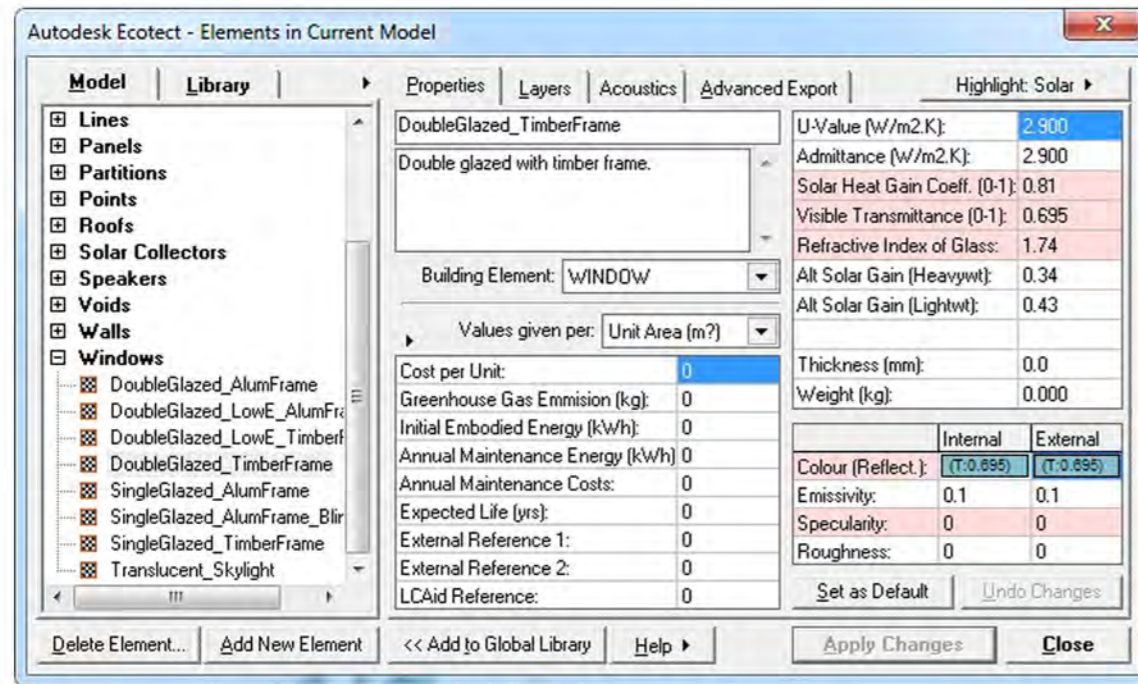 Autodesk Ecotect - Elements in Current Model
Model
Library
Lines
Panels
Partitions
Points
Roofs
Solar Collectors
Speakers
Voids
Walls
Windows
DoubleGlazed_AlumFrame
DoubleGlazed_LowE_AlumFra
DoubleGlazed_LowE_TimberF
DoubleGlazed_TimberFrame
SingleGlazed_AlumFrame
SingleGlazed_AlumFrame_Blin
SingleGlazed_TimberFrame
Translucent_Skylight
Properties
Layers
Acoustics
Advanced Export
DoubleGlazed_TimberFrame
Double glazed with timber frame.
Building Element: WINDOW
Values given per: Unit Area (m?)
Cost per Unit: 0
Greenhouse Gas Emmision (kg): 0
Initial Embodied Energy (kWh): 0
Annual Maintenance Energy (kWh) 0
Annual Maintenance Costs: 0
Expected Life (yrs): 0
External Reference 1: 0
External Reference 2: 0
LCAid Reference: 0
Highlight: Solar
U-Value (W/m2.K): 2.900
Admittance (W/m2.K): 2.900
Solar Heat Gain Coeff. (0-1): 0.81
Visible Transmittance (0-1): 0.695
Refractive Index of Glass: 1.74
Alt Solar Gain (Heavywt): 0.34
Alt Solar Gain (Lightwt): 0.43
Thickness (mm): 0.0
Weight (kg): 0.000
Internal External
Colour (Reflect.): (T:0.695) (T:0.695)
Emissivity: 0.1 0.1
Specularity: 0 0
Roughness: 0 0
Set as Default
Undo Changes
Delete Element...
Add New Element
<< Add to Global Library
Help
Apply Changes
Close